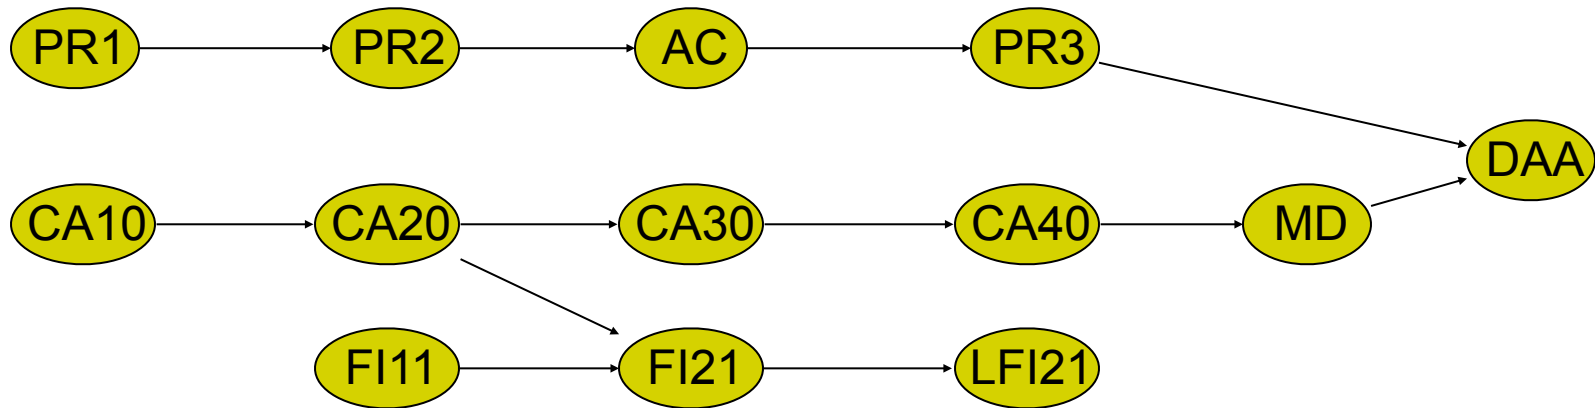 PR1
PR2
AC
PR3
DAA
CA10
CA20
CA30
CA40
MD
FI11
FI21
LFI21